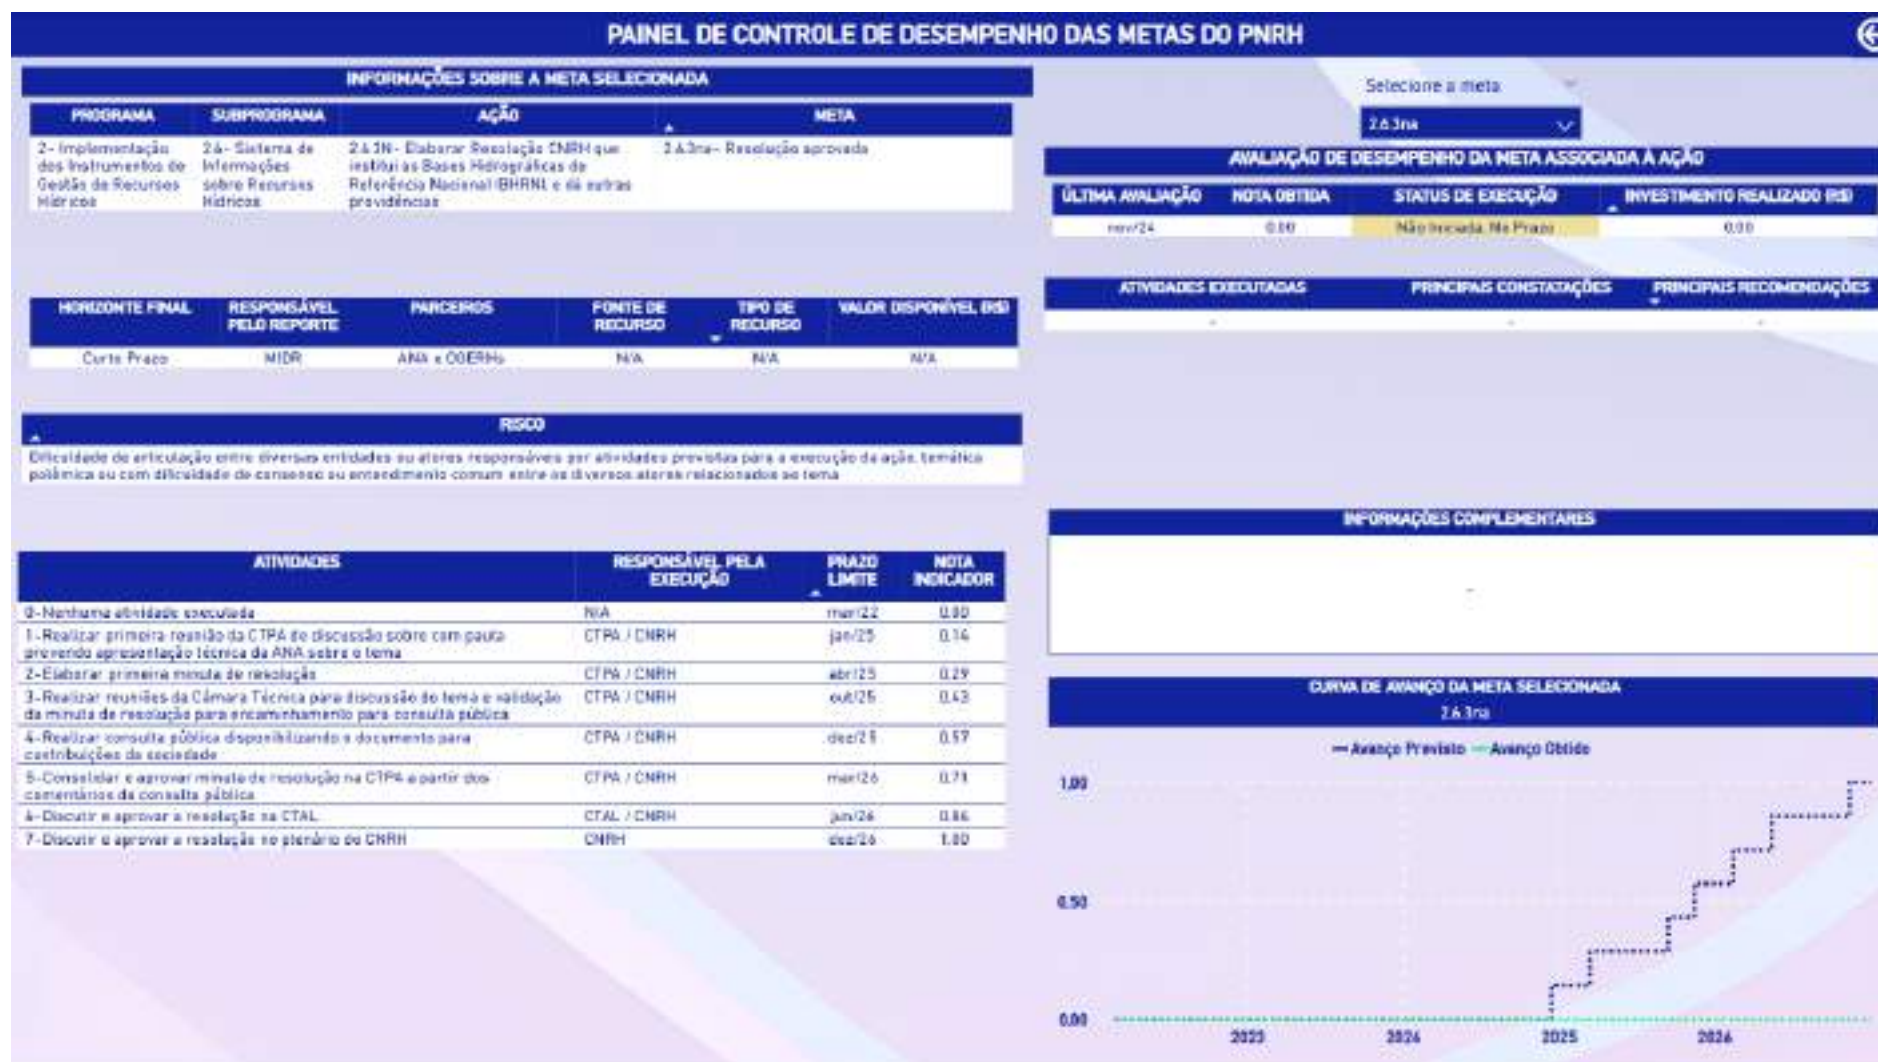 PAINEL DE CONTROLE DE DESEMPENHO DAS METAS DO PNRH
INFORMAÇÕES SOBRE A META SELECIONADA
PROGRAMA SUBPROGRAMA AÇÃO META
2- Implementação dos Instrumentos de Gestão de Recursos Hídricos
2.6- Sistema de Informações sobre Recursos Hídricos
2.6.3N- Elaborar Resolução CNRH que institui as Bases Hidrográficas de Referência Nacional (BHRN), e dá outras providências
2.6.3na- Resolução aprovada
HORIZONTE FINAL RESPONSÁVEL PELO REPORTE PARCEIROS FONTE DE RECURSO TIPO DE RECURSO VALOR DISPONÍVEL (R$)
Curto Prazo MIDR ANA e OGERHs N/A N/A N/A
RISCO
Dificuldade de articulação entre diversas entidades ou atores responsáveis por atividades previstas para a execução da ação, temática
polêmica ou com dificuldade de consenso ou entendimento comum entre os diversos atores relacionados ao tema
ATIVIDADES RESPONSÁVEL PELA EXECUÇÃO PRAZO LIMITE NOTA INDICADOR
0-Nenhuma atividade executada N/A mar/22 0.00
1-Realizar primeira reunião da CTPA de discussão sobre com pauta prevendo apresentação técnica da ANA sobre o tema CTPA / CNRH jan/25 0.14
2-Elaborar primeira minuta de resolução CTPA / CNRH abr/25 0.29
3-Realizar reuniões da Câmara Técnica para discussão do tema e validação da minuta de resolução para encaminhamento para consulta pública CTPA / CNRH out/25 0.43
4-Realizar consulta pública disponibilizando o documento para contribuições da sociedade CTPA / CNRH dez/25 0.57
5-Consolidar e aprovar minuta de resolução na CTPA a partir dos comentários da consulta pública CTPA / CNRH mar/26 0.71
6-Discutir e aprovar a resolução na CTAL CTAL / CNRH jun/26 0.86
7-Discutir e aprovar a resolução no plenário do CNRH CNRH dez/26 1.00
Selecione a meta
2.6.3na
AVALIAÇÃO DE DESEMPENHO DA META ASSOCIADA À AÇÃO
ÚLTIMA AVALIAÇÃO NOTA OBTIDA STATUS DE EXECUÇÃO INVESTIMENTO REALIZADO (R$)
nov/24 0.00 Não Iniciada. No Prazo 0.00
ATIVIDADES EXECUTADAS PRINCIPAIS CONSTATAÇÕES PRINCIPAIS RECOMENDAÇÕES
- - -
INFORMAÇÕES COMPLEMENTARES
-
CURVA DE AVANÇO DA META SELECIONADA
2.6.3na
Avanço Previsto Avanço Obtido
1.00
0.50
0.00
2023 2024 2025 2026